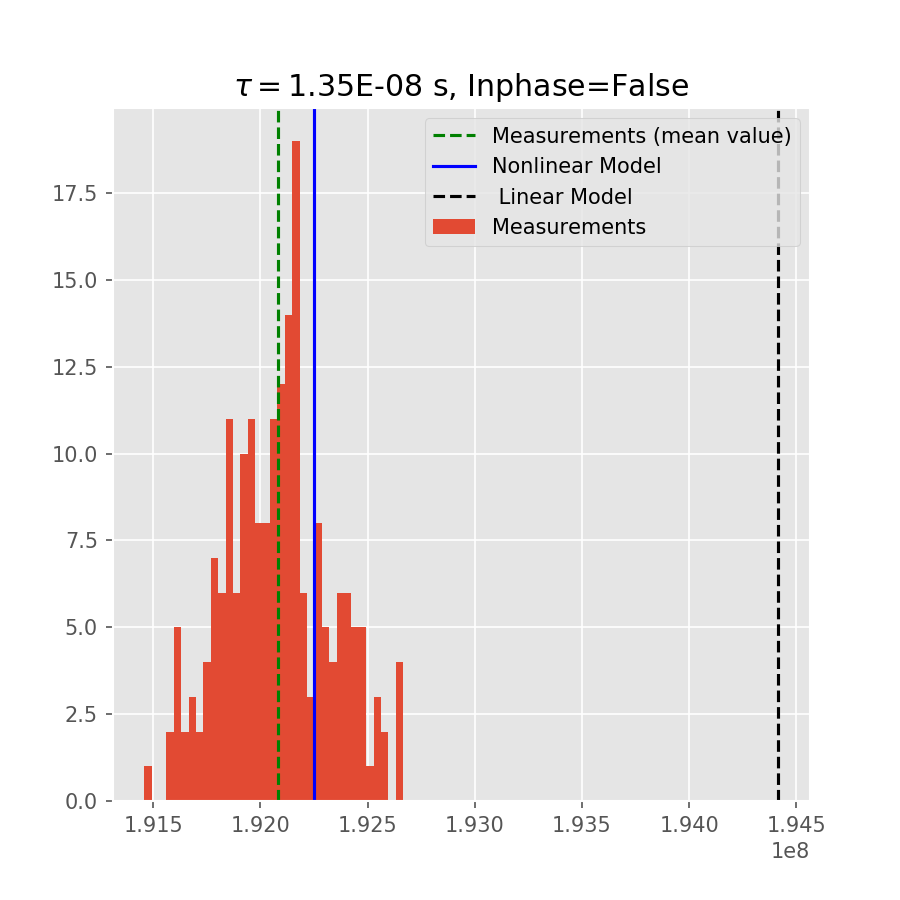 τ = 1.35E-08 s, Inphase=False
Measurements (mean value)
Nonlinear Model
Linear Model
Measurements
17.5
15.0
12.5
10.0
7.5
5.0
2.5
0.0
1.915 1.920 1.925 1.930 1.935 1.940 1.945
1e8